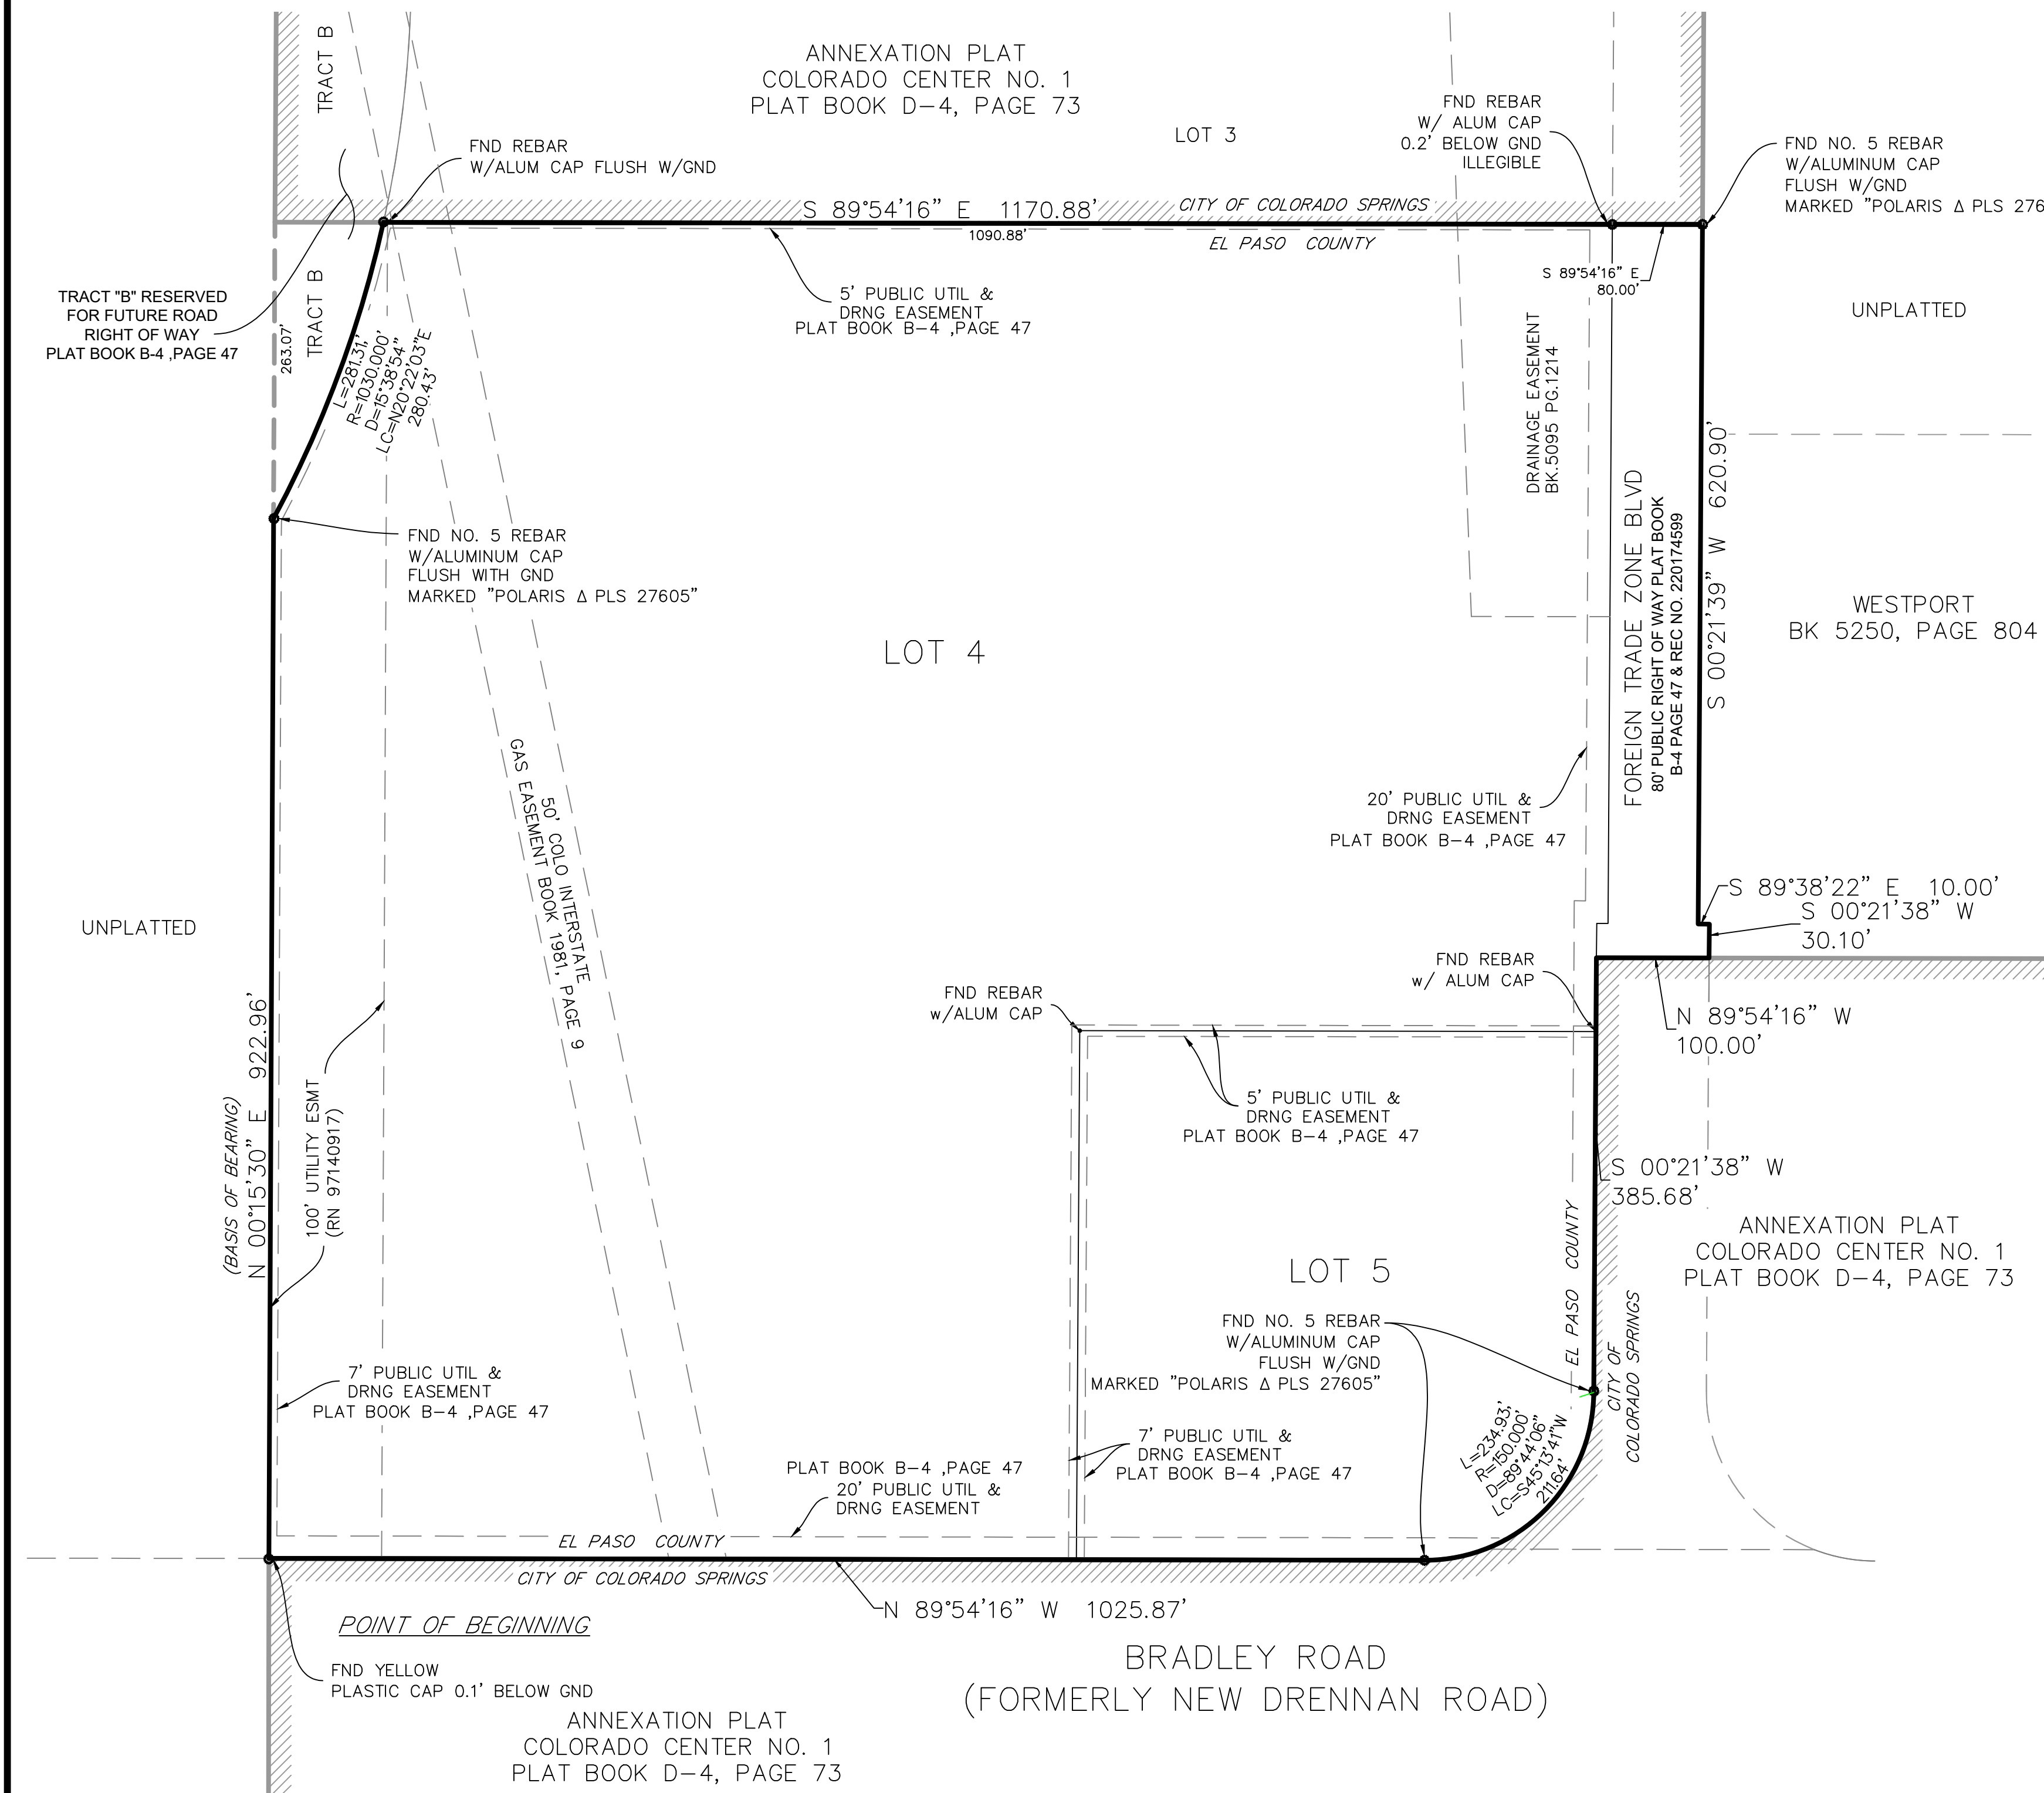 TRACT B
ANNEXATION PLAT
COLORADO CENTER NO. 1
PLAT BOOK D-4, PAGE 73
LOT 3
FND REBAR
W/ALUM CAP FLUSH W/GND
FND REBAR
W/ ALUM CAP
0.2' BELOW GND
ILLEGIBLE
FND NO. 5 REBAR
W/ALUMINUM CAP
FLUSH W/GND
MARKED "POLARIS Δ PLS 276
S 89°54'16" E 1170.88'
CITY OF COLORADO SPRINGS
1090.88'
EL PASO COUNTY
S 89°54'16" E
80.00'
TRACT "B" RESERVED
FOR FUTURE ROAD
RIGHT OF WAY
PLAT BOOK B-4 ,PAGE 47
263.07'
TRACT B
L=281.31'
R=1030.000'
D=15°38'54"
LC=N20°22'03"E
280.43'
5' PUBLIC UTIL &
DRNG EASEMENT
PLAT BOOK B-4 ,PAGE 47
DRAINAGE EASEMENT
BK.5095 PG.1214
UNPLATTED
FND NO. 5 REBAR
W/ALUMINUM CAP
FLUSH WITH GND
MARKED "POLARIS Δ PLS 27605"
LOT 4
FOREIGN TRADE ZONE BLVD
80' PUBLIC RIGHT OF WAY PLAT BOOK
B-4 PAGE 47 & REC NO. 220174599
S 00°21'39" W 620.90'
WESTPORT
BK 5250, PAGE 804
50' COLO INTERSTATE
GAS EASEMENT BOOK 1981, PAGE 9
20' PUBLIC UTIL &
DRNG EASEMENT
PLAT BOOK B-4 ,PAGE 47
UNPLATTED
S 89°38'22" E 10.00'
S 00°21'38" W
30.10'
FND REBAR
w/ ALUM CAP
FND REBAR
w/ALUM CAP
N 89°54'16" W
100.00'
(BASIS OF BEARING)
N 00°15'30" E 922.96'
100' UTILITY ESMT
(RN 97140917)
5' PUBLIC UTIL &
DRNG EASEMENT
PLAT BOOK B-4 ,PAGE 47
S 00°21'38" W
385.68'
ANNEXATION PLAT
COLORADO CENTER NO. 1
PLAT BOOK D-4, PAGE 73
LOT 5
EL PASO COUNTY
CITY OF
COLORADO SPRINGS
FND NO. 5 REBAR
W/ALUMINUM CAP
FLUSH W/GND
MARKED "POLARIS Δ PLS 27605"
7' PUBLIC UTIL &
DRNG EASEMENT
PLAT BOOK B-4 ,PAGE 47
L=234.93'
R=150.000'
D=89°44'06"
LC=S45°13'41"W
211.64'
7' PUBLIC UTIL &
DRNG EASEMENT
PLAT BOOK B-4 ,PAGE 47
PLAT BOOK B-4 ,PAGE 47
20' PUBLIC UTIL &
DRNG EASEMENT
EL PASO COUNTY
CITY OF COLORADO SPRINGS
N 89°54'16" W 1025.87'
POINT OF BEGINNING
FND YELLOW
PLASTIC CAP 0.1' BELOW GND
BRADLEY ROAD
(FORMERLY NEW DRENNAN ROAD)
ANNEXATION PLAT
COLORADO CENTER NO. 1
PLAT BOOK D-4, PAGE 73